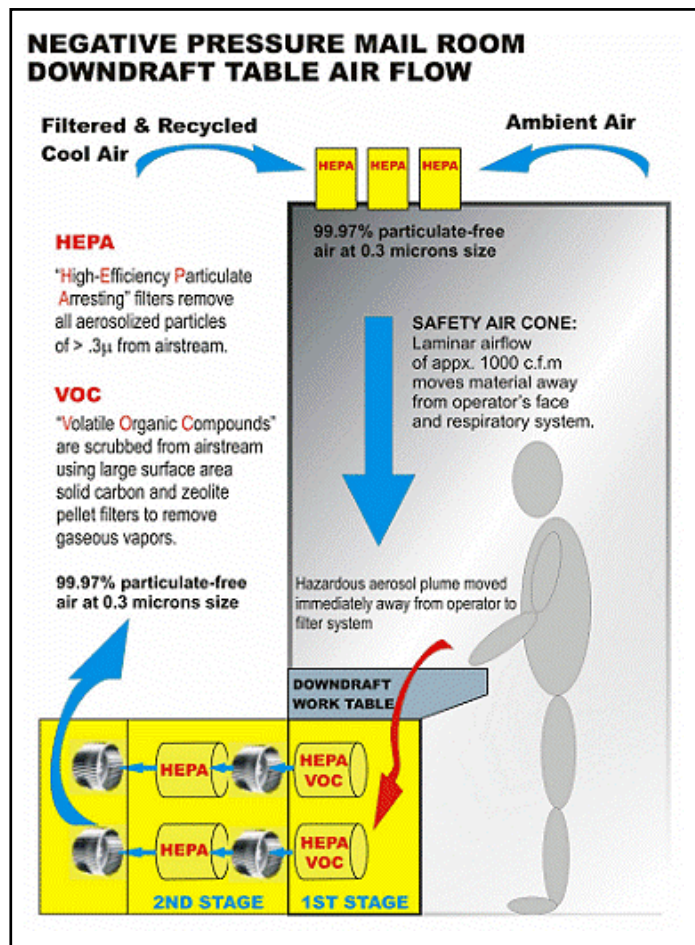 NEGATIVE PRESSURE MAIL ROOM
DOWNDRAFT TABLE AIR FLOW
Filtered & Recycled
Cool Air
Ambient Air
HEPA
HEPA
HEPA
99.97% particulate-free
air at 0.3 microns size
HEPA
"High-Efficiency Particulate
Arresting" filters remove
all aerosolized particles
of > .3μ from airstream.
SAFETY AIR CONE:
Laminar airflow
of appx. 1000 c.f.m
moves material away
from operator's face
and respiratory system.
VOC
"Volatile Organic Compounds"
are scrubbed from airstream
using large surface area
solid carbon and zeolite
pellet filters to remove
gaseous vapors.
99.97% particulate-free
air at 0.3 microns size
Hazardous aerosol plume moved
immediately away from operator to
filter system
DOWNDRAFT
WORK TABLE
HEPA
HEPA
VOC
HEPA
HEPA
VOC
2ND STAGE
1ST STAGE